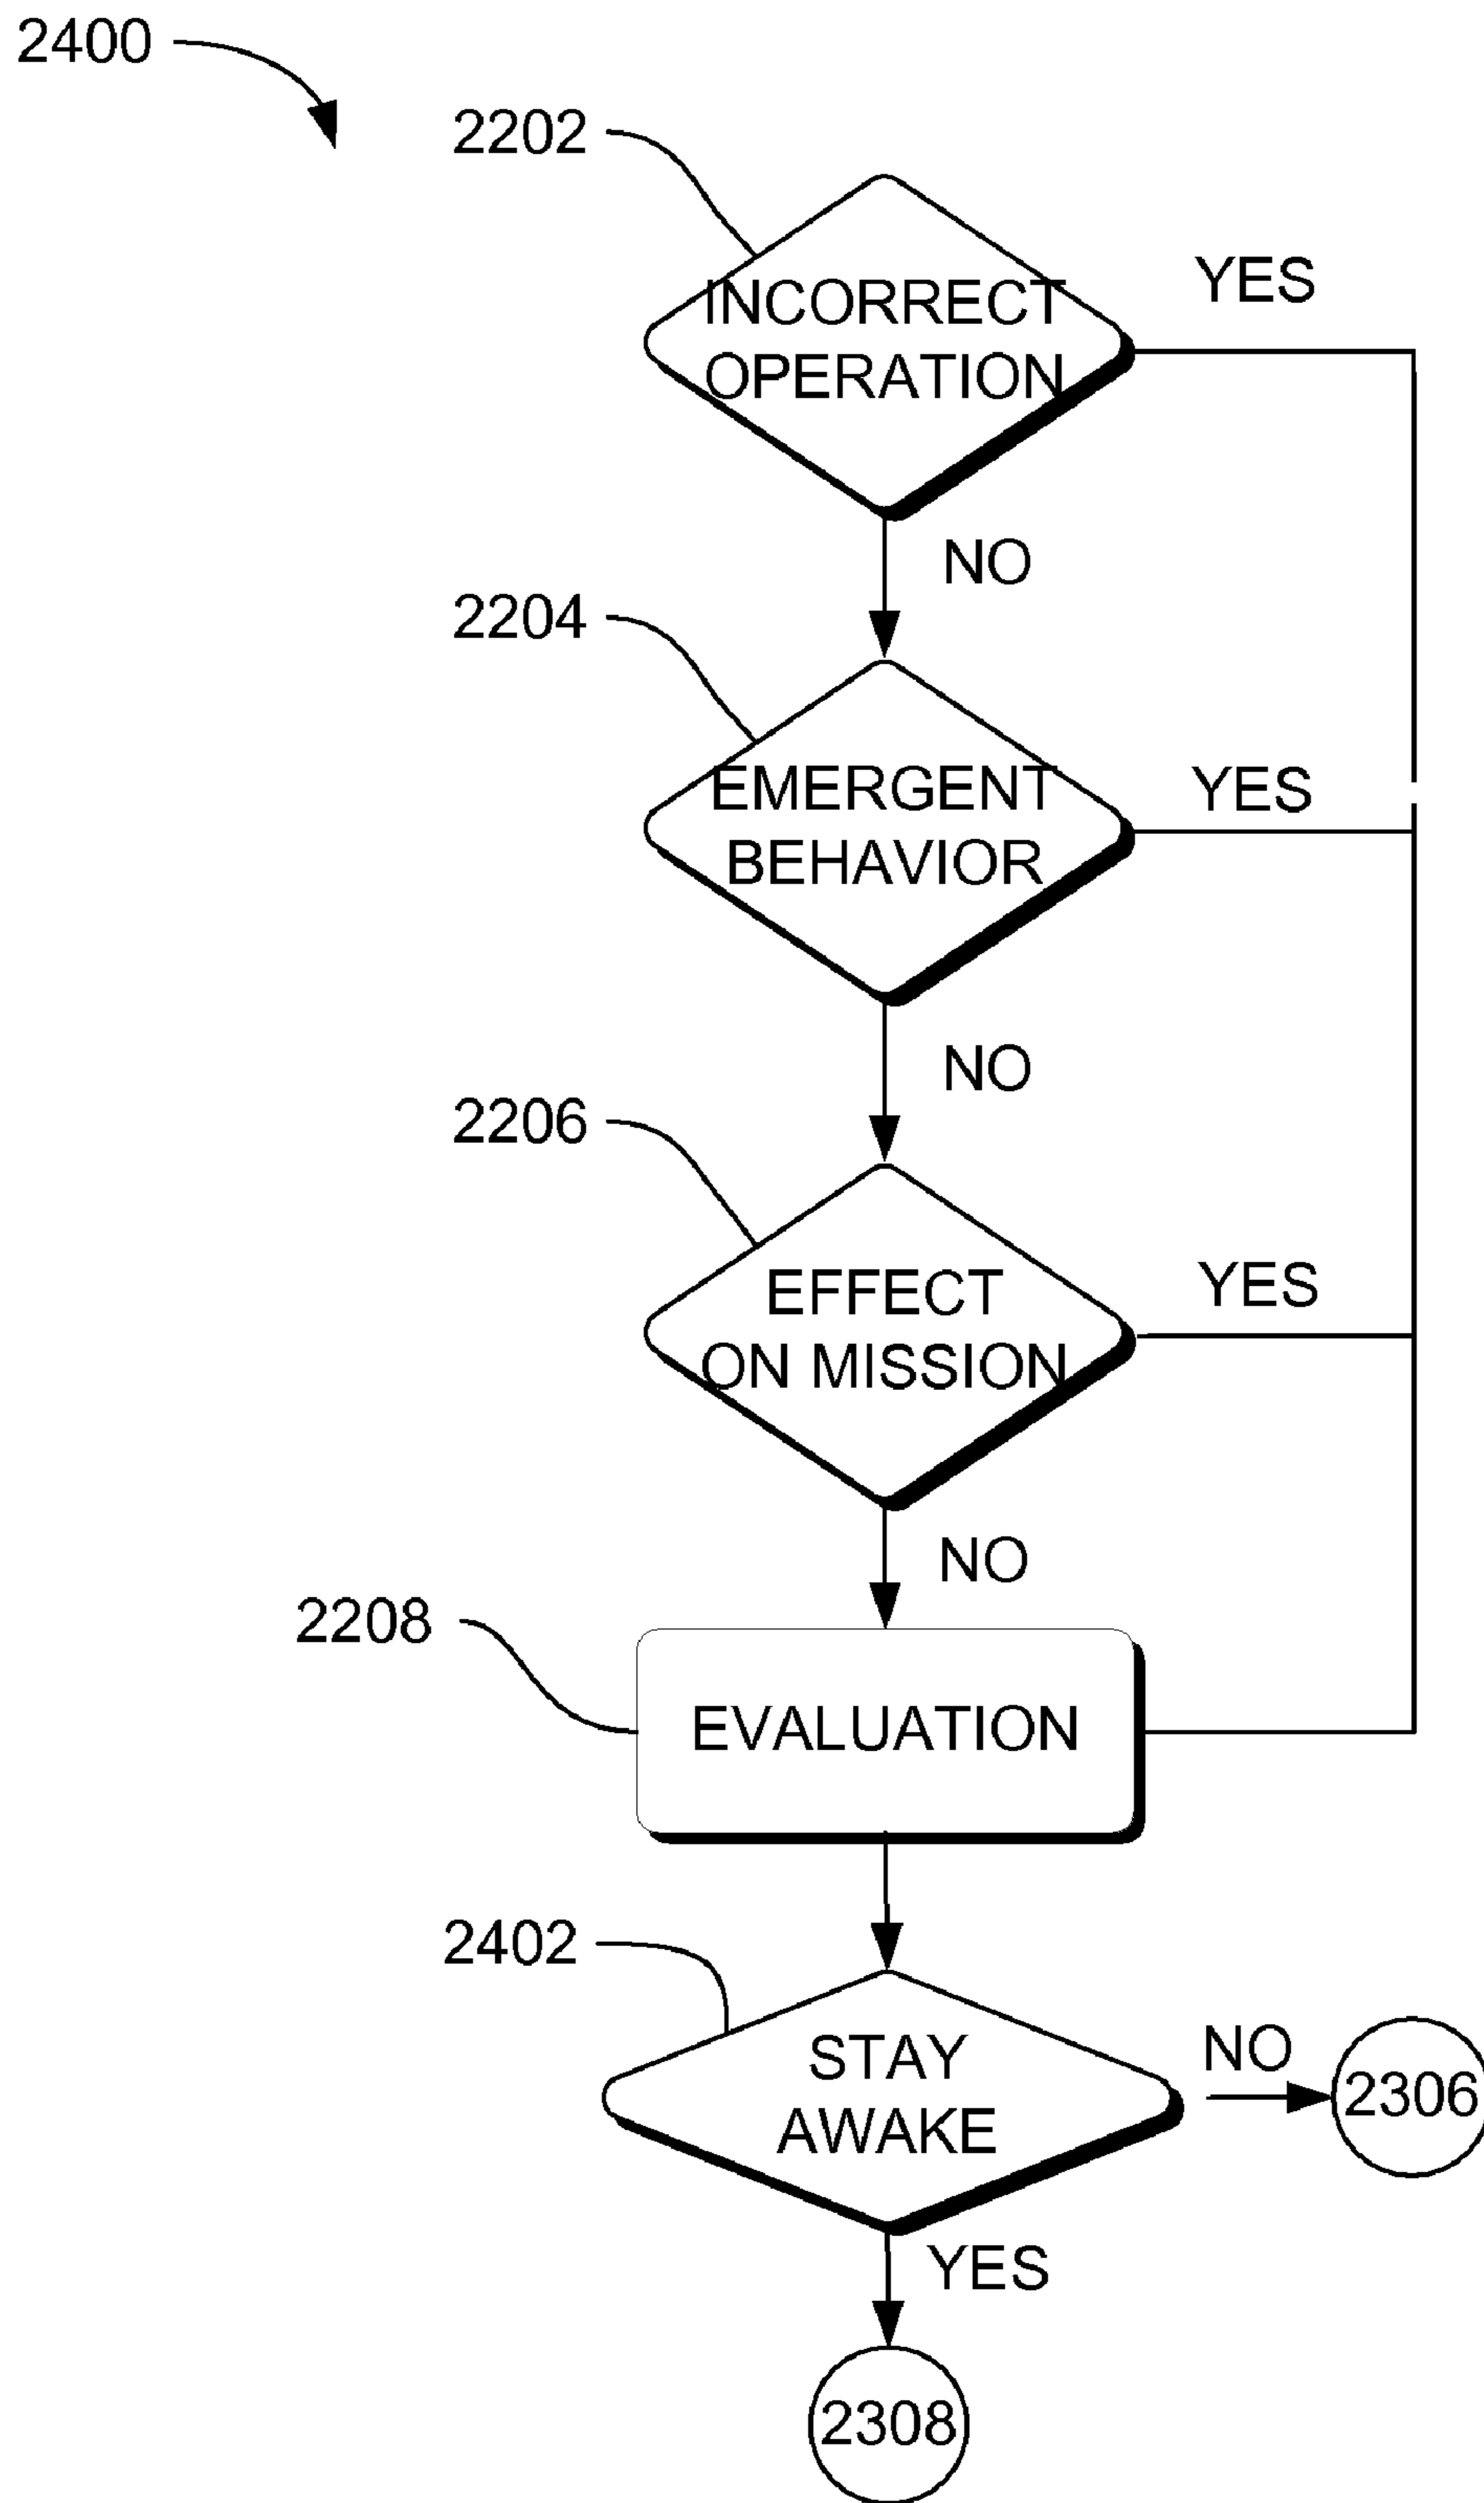 2400
2202
INCORRECT
OPERATION
YES
NO
2204
EMERGENT
BEHAVIOR
YES
NO
2206
EFFECT
ON MISSION
YES
NO
2208
EVALUATION
2402
STAY
AWAKE
NO
2306
YES
2308